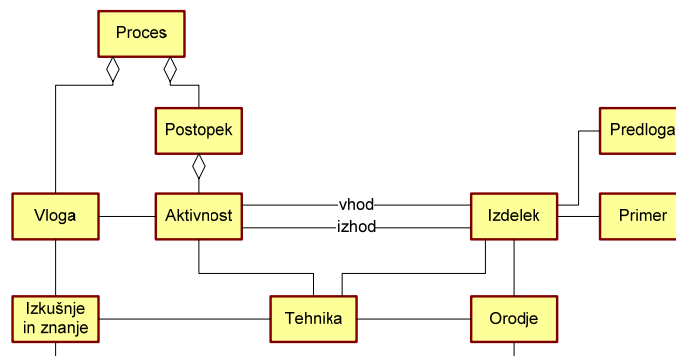 Proces
Postopek
Predloga
Vloga
Aktivnost
vhod
izhod
Izdelek
Primer
Izkušnje
in znanje
Tehnika
Orodje